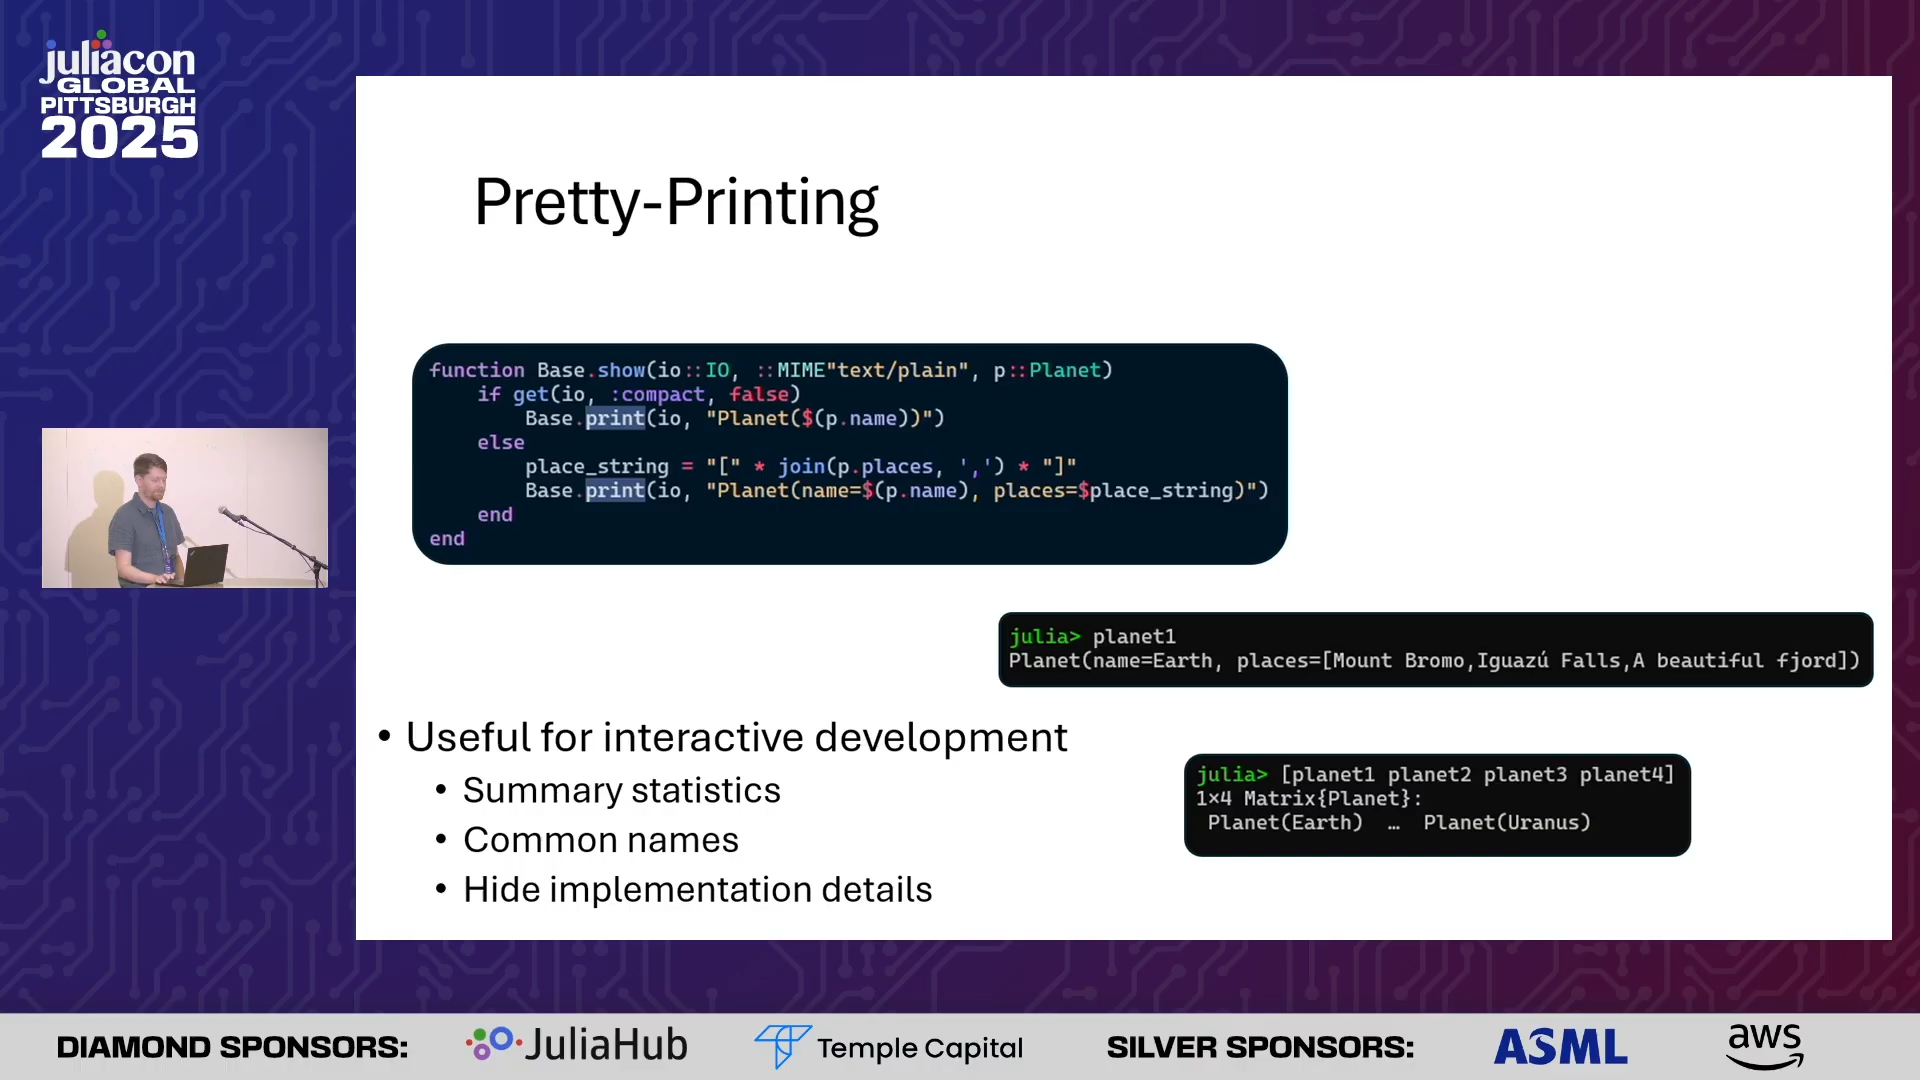 juliacon
GLOBAL
PITTSBURGH
2025
Pretty-Printing
function Base.show(io::IO, ::MIME"text/plain", p::Planet)
    if get(io, :compact, false)
        Base.print(io, "Planet($(p.name))")
    else
        place_string = "[" * join(p.places, ',') * "]"
        Base.print(io, "Planet(name=$(p.name), places=$place_string)")
    end
end
julia> planet1
Planet(name=Earth, places=[Mount Bromo,Iguazú Falls,A beautiful fjord])
• Useful for interactive development
• Summary statistics
• Common names
• Hide implementation details
julia> [planet1 planet2 planet3 planet4]
1×4 Matrix{Planet}:
 Planet(Earth)  …  Planet(Uranus)
DIAMOND SPONSORS: JuliaHub Temple Capital SILVER SPONSORS: ASML aws